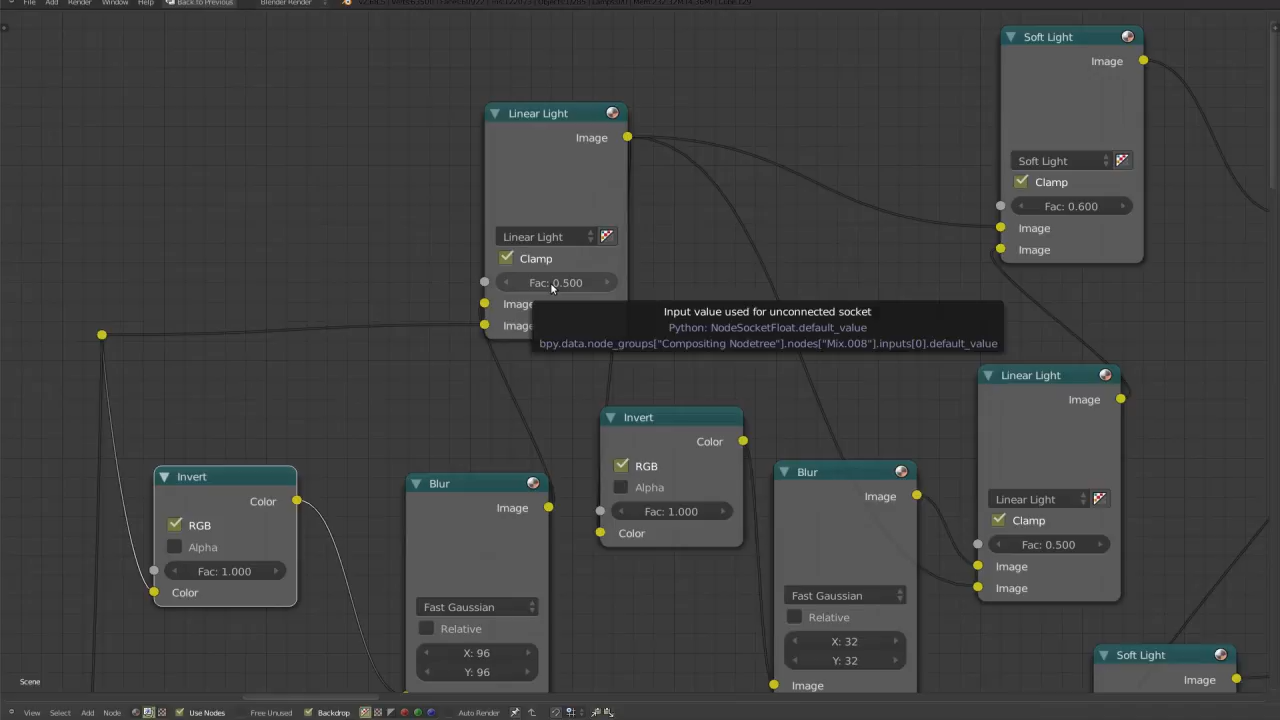 File Add Render Window Help Back to Previous Blender Render
Soft Light
Image
Soft Light
Clamp
Fac: 0.600
Image
Image
Linear Light
Image
Linear Light
Clamp
Fac: 0.500
Image
Image
Input value used for unconnected socket
Python: NodeSocketFloat.default_value
bpy.data.node_groups["Compositing Nodetree"].nodes["Mix.008"].inputs[0].default_value
Linear Light
Image
Linear Light
Clamp
Fac: 0.500
Image
Image
Invert
Color
RGB
Alpha
Fac: 1.000
Color
Blur
Image
Fast Gaussian
Relative
X: 32
Y: 32
Image
Invert
Color
RGB
Alpha
Fac: 1.000
Color
Blur
Image
Fast Gaussian
Relative
X: 96
Y: 96
Soft Light
Image
Scene
View Select Add Node Use Nodes Free Unused Backdrop Auto Render